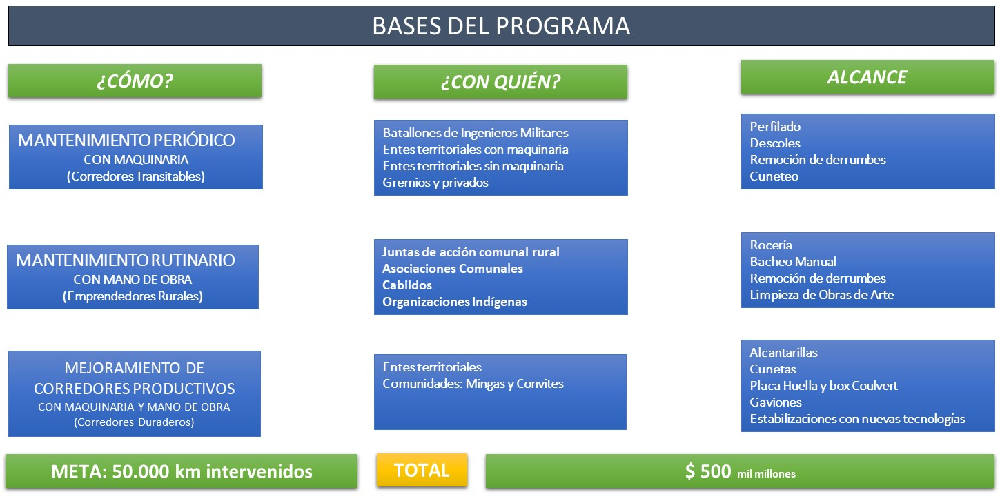 BASES DEL PROGRAMA
¿CÓMO?
¿CON QUIÉN?
ALCANCE
MANTENIMIENTO PERIÓDICO
CON MAQUINARIA
(Corredores Transitables)
Batallones de Ingenieros Militares
Entes territoriales con maquinaria
Entes territoriales sin maquinaria
Gremios y privados
Perfilado
Descoles
Remoción de derrumbes
Cuneteo
MANTENIMIENTO RUTINARIO
CON MANO DE OBRA
(Emprendedores Rurales)
Juntas de acción comunal rural
Asociaciones Comunales
Cabildos
Organizaciones Indígenas
Rocería
Bacheo Manual
Remoción de derrumbes
Limpieza de Obras de Arte
MEJORAMIENTO DE
CORREDORES PRODUCTIVOS
CON MAQUINARIA Y MANO DE OBRA
(Corredores Duraderos)
Entes territoriales
Comunidades: Mingas y Convites
Alcantarillas
Cunetas
Placa Huella y box Coulvert
Gaviones
Estabilizaciones con nuevas tecnologías
META: 50.000 km intervenidos
TOTAL
$ 500 mil millones